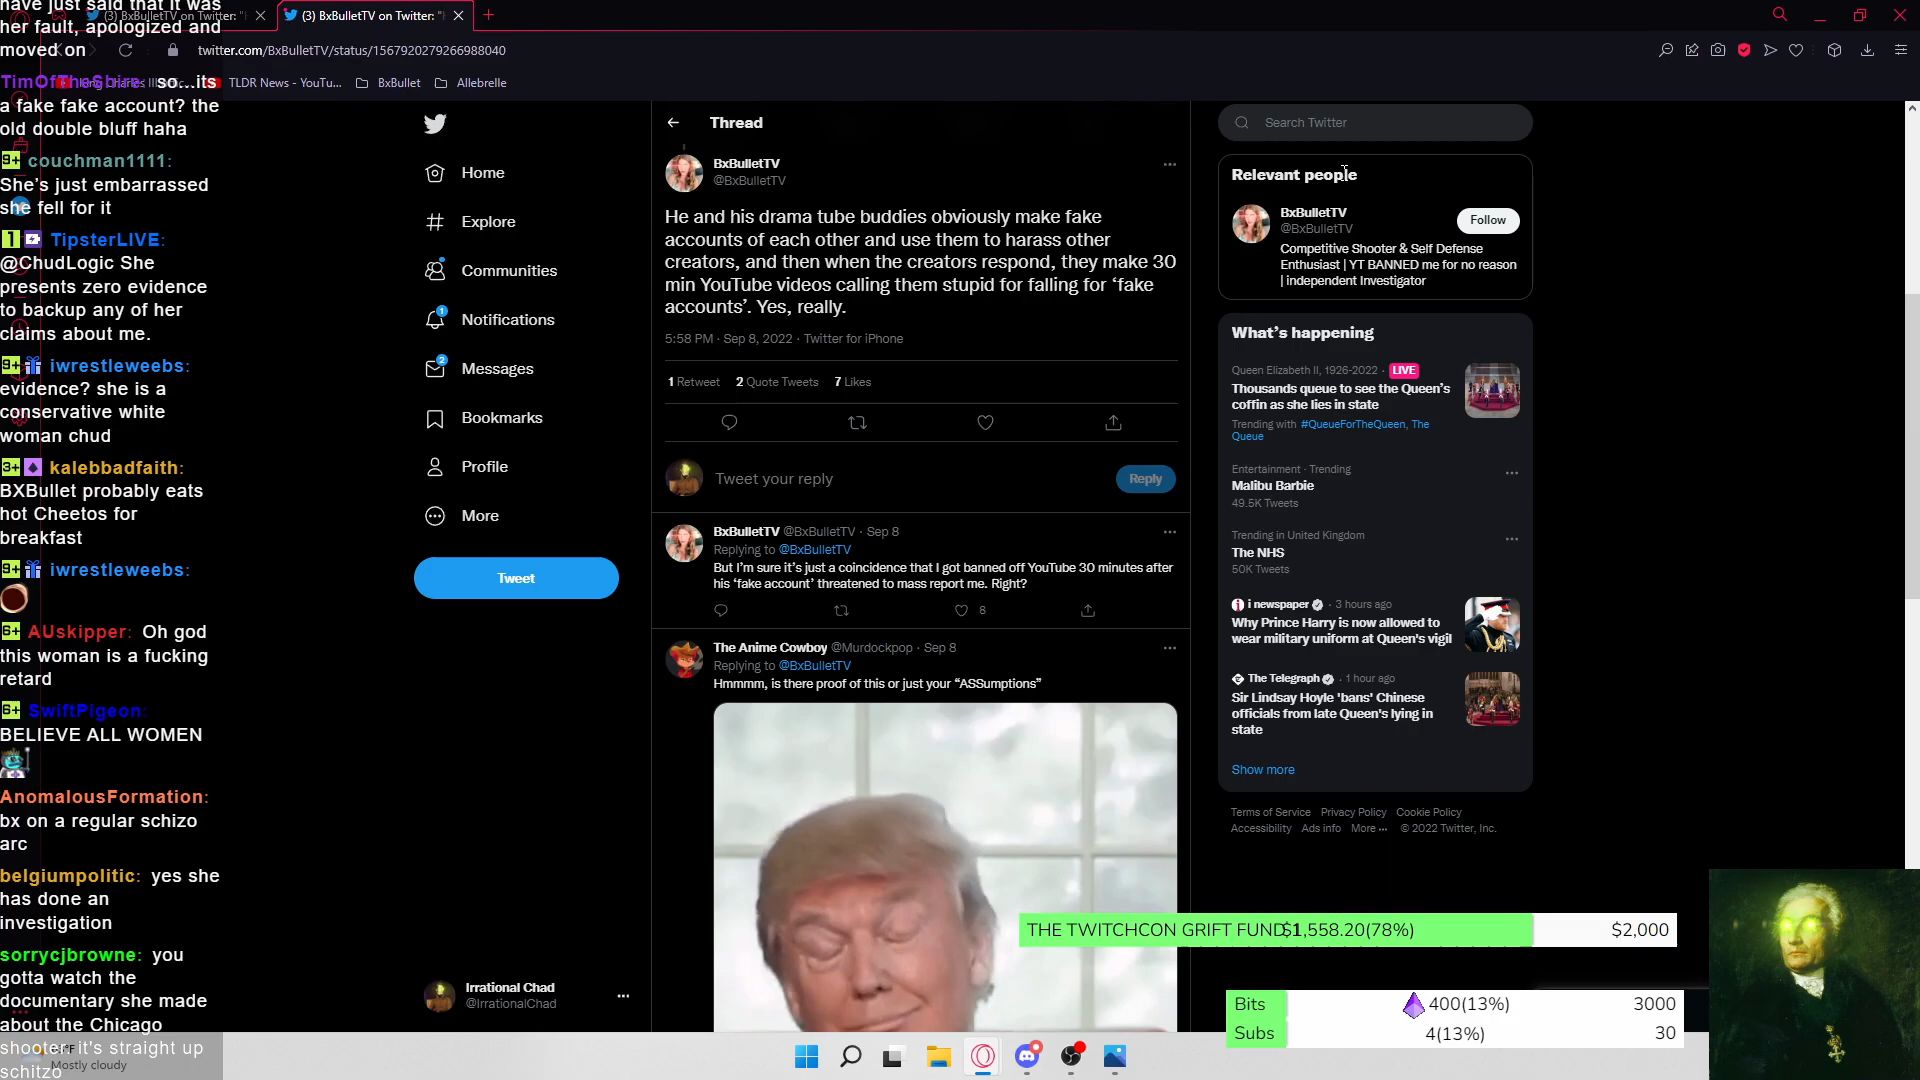 have just said that it was
her fault, apologized and
moved on
TimOfTheShire: so...its
a fake fake account? the
old double bluff haha
9+ couchman1111:
She's just embarrassed
she fell for it
1 TipsterLIVE:
@ChudLogic She
presents zero evidence
to backup any of her
claims about me.
9+ iwrestleweebs:
evidence? she is a
conservative white
woman chud
3+ kalebbadfaith:
BXBullet probably eats
hot Cheetos for
breakfast
9+ iwrestleweebs:
6+ AUskipper: Oh god
this woman is a fucking
retard
6+ SwiftPigeon:
BELIEVE ALL WOMEN
AnomalousFormation:
bx on a regular schizo
arc
belgiumpolitic: yes she
has done an
investigation
sorrycjbrowne: you
gotta watch the
documentary she made
about the Chicago
shooter. it's straight up
schitzo
Mostly cloudy
(3) BxBulletTV on Twitter: "
(3) BxBulletTV on Twitter: "
twitter.com/BxBulletTV/status/1567920279266988040
TLDR News - YouTu...
BxBullet
Allebrelle
Home
Explore
Communities
1
Notifications
2
Messages
Bookmarks
Profile
More
Tweet
Irrational Chad
@IrrationalChad
Thread
BxBulletTV
@BxBulletTV
He and his drama tube buddies obviously make fake
accounts of each other and use them to harass other
creators, and then when the creators respond, they make 30
min YouTube videos calling them stupid for falling for ‘fake
accounts’. Yes, really.
5:58 PM · Sep 8, 2022 · Twitter for iPhone
1 Retweet 2 Quote Tweets 7 Likes
Tweet your reply
Reply
BxBulletTV @BxBulletTV · Sep 8
Replying to @BxBulletTV
But I’m sure it’s just a coincidence that I got banned off YouTube 30 minutes after
his ‘fake account’ threatened to mass report me. Right?
8
The Anime Cowboy @Murdockpop · Sep 8
Replying to @BxBulletTV
Hmmmm, is there proof of this or just your “ASSumptions”
Search Twitter
Relevant people
BxBulletTV
@BxBulletTV
Follow
Competitive Shooter & Self Defense
Enthusiast | YT BANNED me for no reason
| independent Investigator
What’s happening
Queen Elizabeth II, 1926-2022 · LIVE
Thousands queue to see the Queen’s
coffin as she lies in state
Trending with #QueueForTheQueen, The
Queue
Entertainment · Trending
Malibu Barbie
49.5K Tweets
Trending in United Kingdom
The NHS
50K Tweets
i newspaper · 3 hours ago
Why Prince Harry is now allowed to
wear military uniform at Queen's vigil
The Telegraph · 1 hour ago
Sir Lindsay Hoyle 'bans' Chinese
officials from late Queen's lying in
state
Show more
Terms of Service Privacy Policy Cookie Policy
Accessibility Ads info More ··· © 2022 Twitter, Inc.
THE TWITCHCON GRIFT FUND $1,558.20(78%) $2,000
Bits 400(13%) 3000
Subs 4(13%) 30